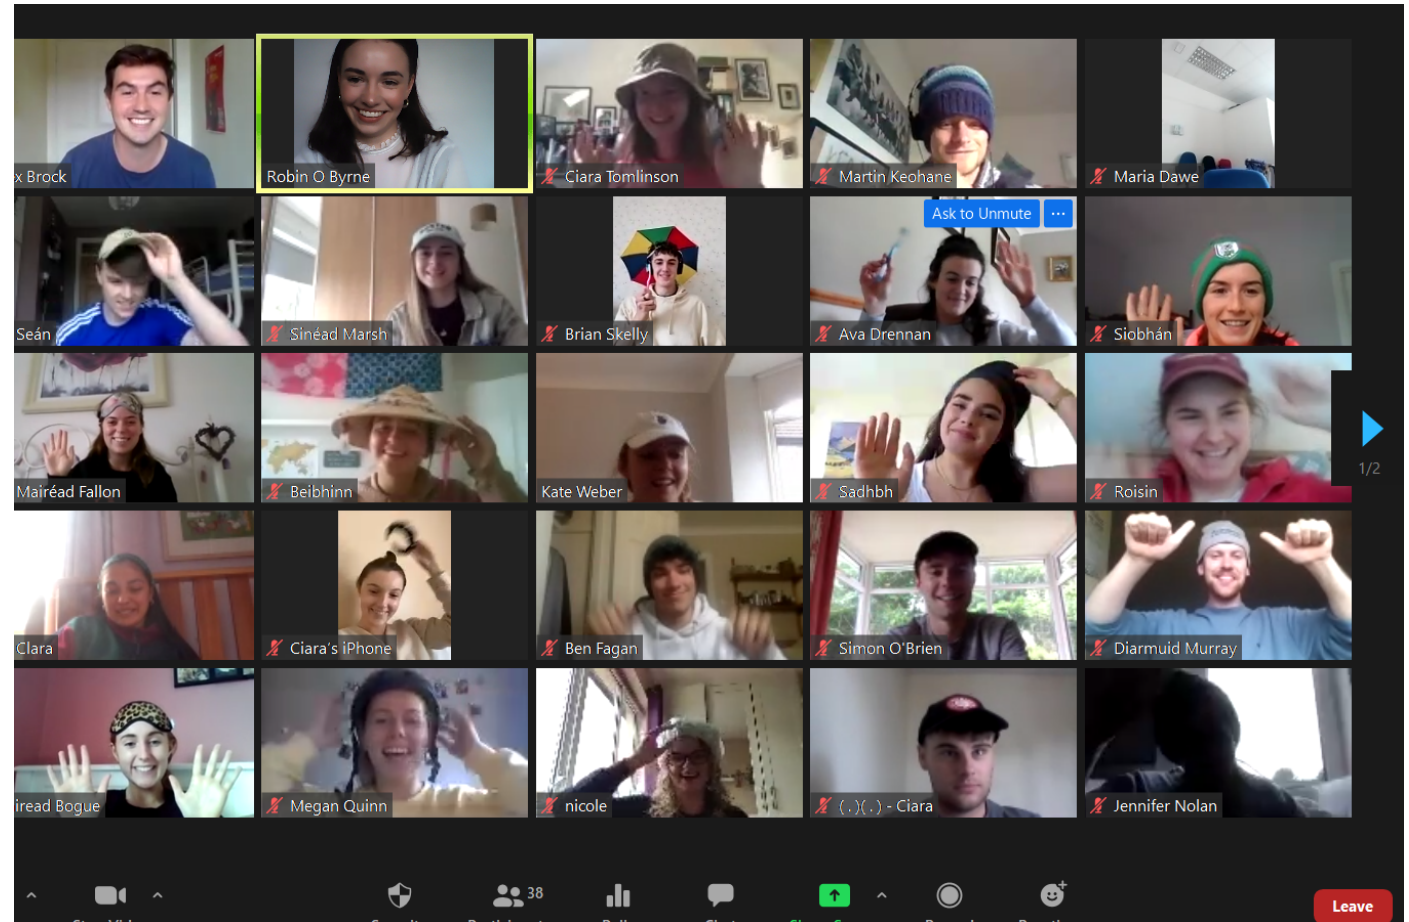 x Brock
Robin O Byrne
Ciara Tomlinson
Martin Keohane
Maria Dawe
Seán
Sinéad Marsh
Brian Skelly
Ask to Unmute ...
Ava Drennan
Siobhán
Mairéad Fallon
Beibhinn
Kate Weber
Sadhbh
Roisin
1/2
Clara
Ciara's iPhone
Ben Fagan
Simon O'Brien
Diarmuid Murray
iread Bogue
Megan Quinn
nicole
( . )( . ) - Ciara
Jennifer Nolan
38
Leave